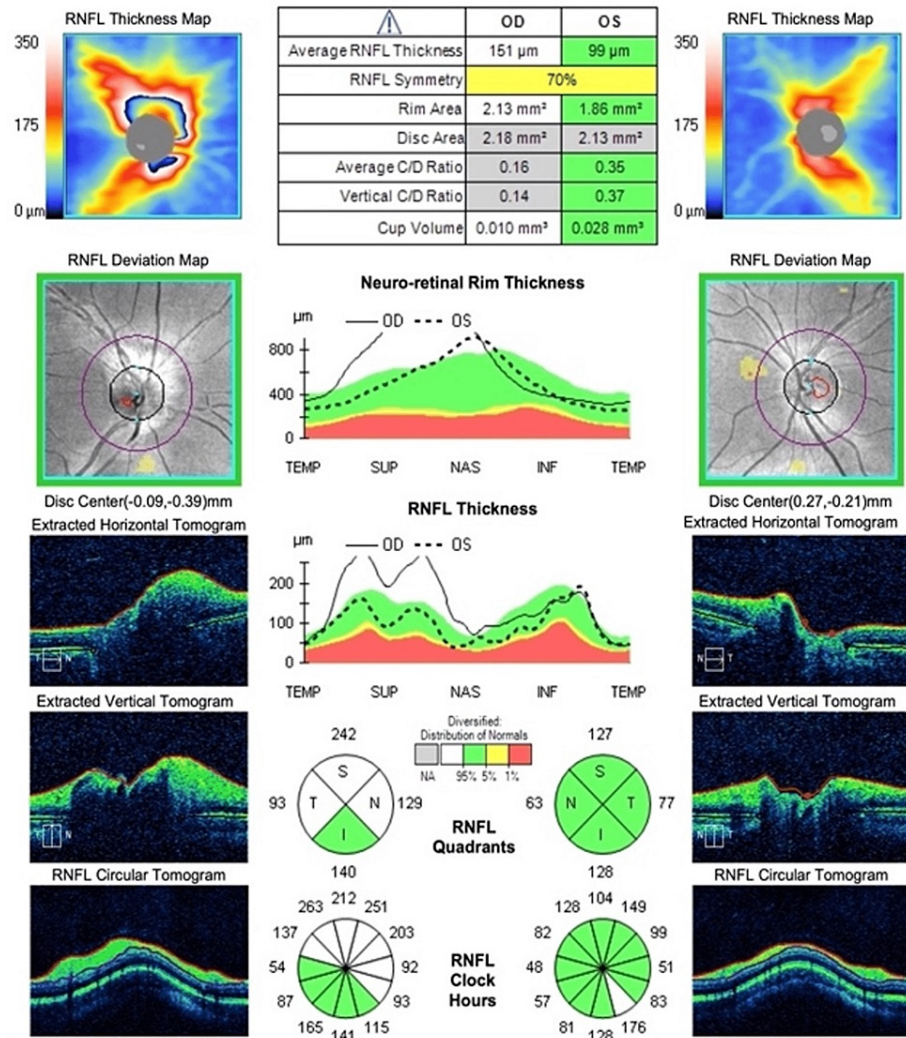 RNFL Thickness Map
350
175
0 µm
OD OS
Average RNFL Thickness 151 µm 99 µm
RNFL Symmetry 70%
Rim Area 2.13 mm² 1.86 mm²
Disc Area 2.18 mm² 2.13 mm²
Average C/D Ratio 0.16 0.35
Vertical C/D Ratio 0.14 0.37
Cup Volume 0.010 mm³ 0.028 mm³
RNFL Thickness Map
350
175
0 µm
RNFL Deviation Map
Disc Center(-0.09,-0.39)mm
Neuro-retinal Rim Thickness
µm OD OS
800
400
0
TEMP SUP NAS INF TEMP
RNFL Deviation Map
Disc Center(0.27,-0.21)mm
Extracted Horizontal Tomogram
T N
RNFL Thickness
µm OD OS
200
100
0
TEMP SUP NAS INF TEMP
Extracted Horizontal Tomogram
N T
Extracted Vertical Tomogram
T N
Diversified:
Distribution of Normals
NA 95% 5% 1%
242
S
93 T N 129
I
140
RNFL
Quadrants
127
S
63 N T 77
I
128
Extracted Vertical Tomogram
N T
RNFL Circular Tomogram
212
263 251
137 203
54 92
87 93
165 115
141
RNFL
Clock
Hours
104
128 149
82 99
48 51
57 83
81 176
128
RNFL Circular Tomogram